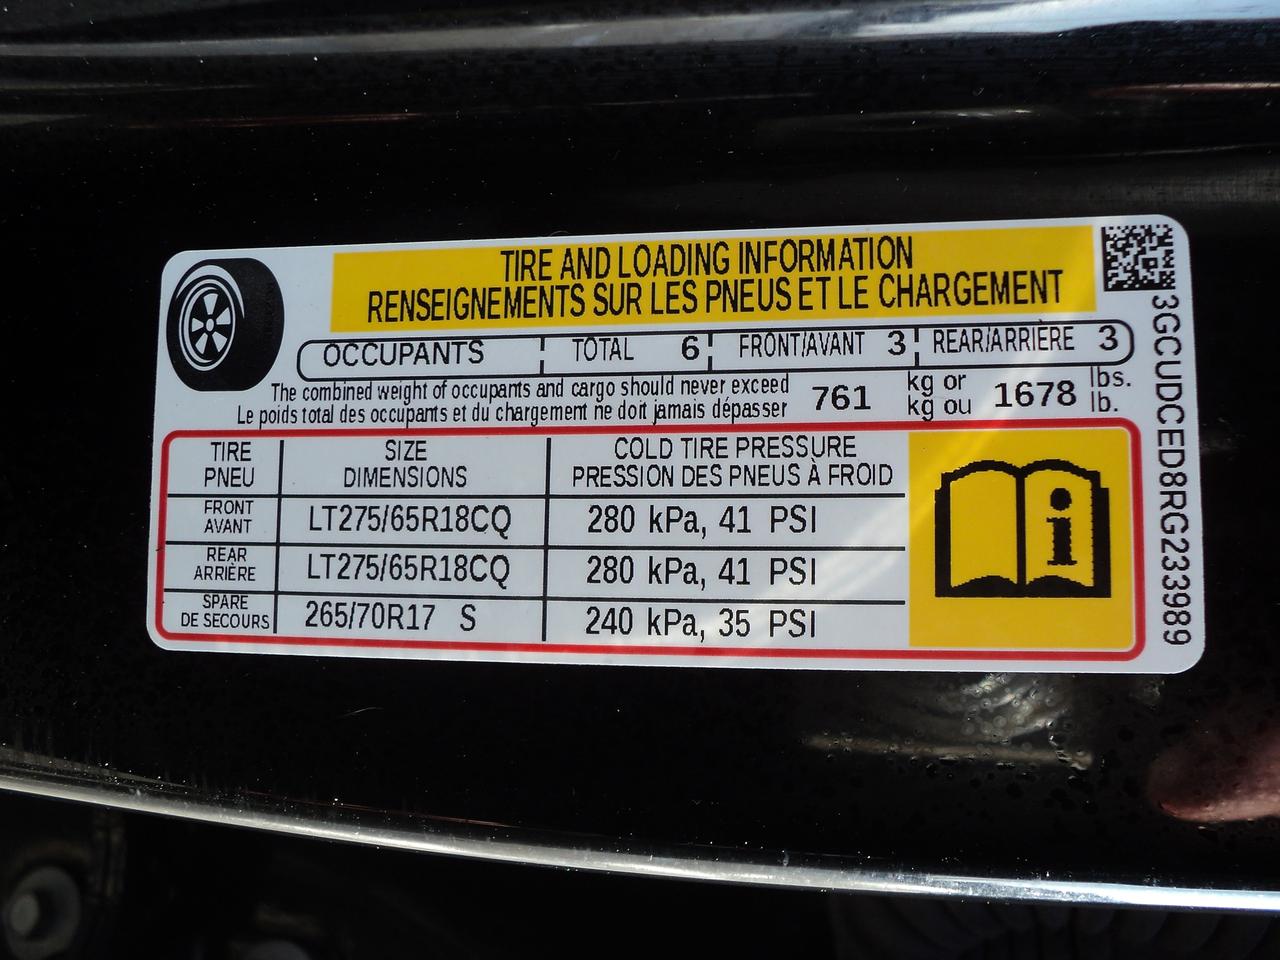 TIRE AND LOADING INFORMATION
RENSEIGNEMENTS SUR LES PNEUS ET LE CHARGEMENT
OCCUPANTS TOTAL 6 FRONT/AVANT 3 REAR/ARRIÈRE 3
The combined weight of occupants and cargo should never exceed
Le poids total des occupants et du chargement ne doit jamais dépasser
761 kg or 1678 lbs.
kg ou lb.
TIRE SIZE COLD TIRE PRESSURE
PNEU DIMENSIONS PRESSION DES PNEUS À FROID
FRONT
AVANT LT275/65R18CQ 280 kPa, 41 PSI
REAR
ARRIÈRE LT275/65R18CQ 280 kPa, 41 PSI
SPARE
DE SECOURS 265/70R17 S 240 kPa, 35 PSI
i
3GCUDCED8RG233989